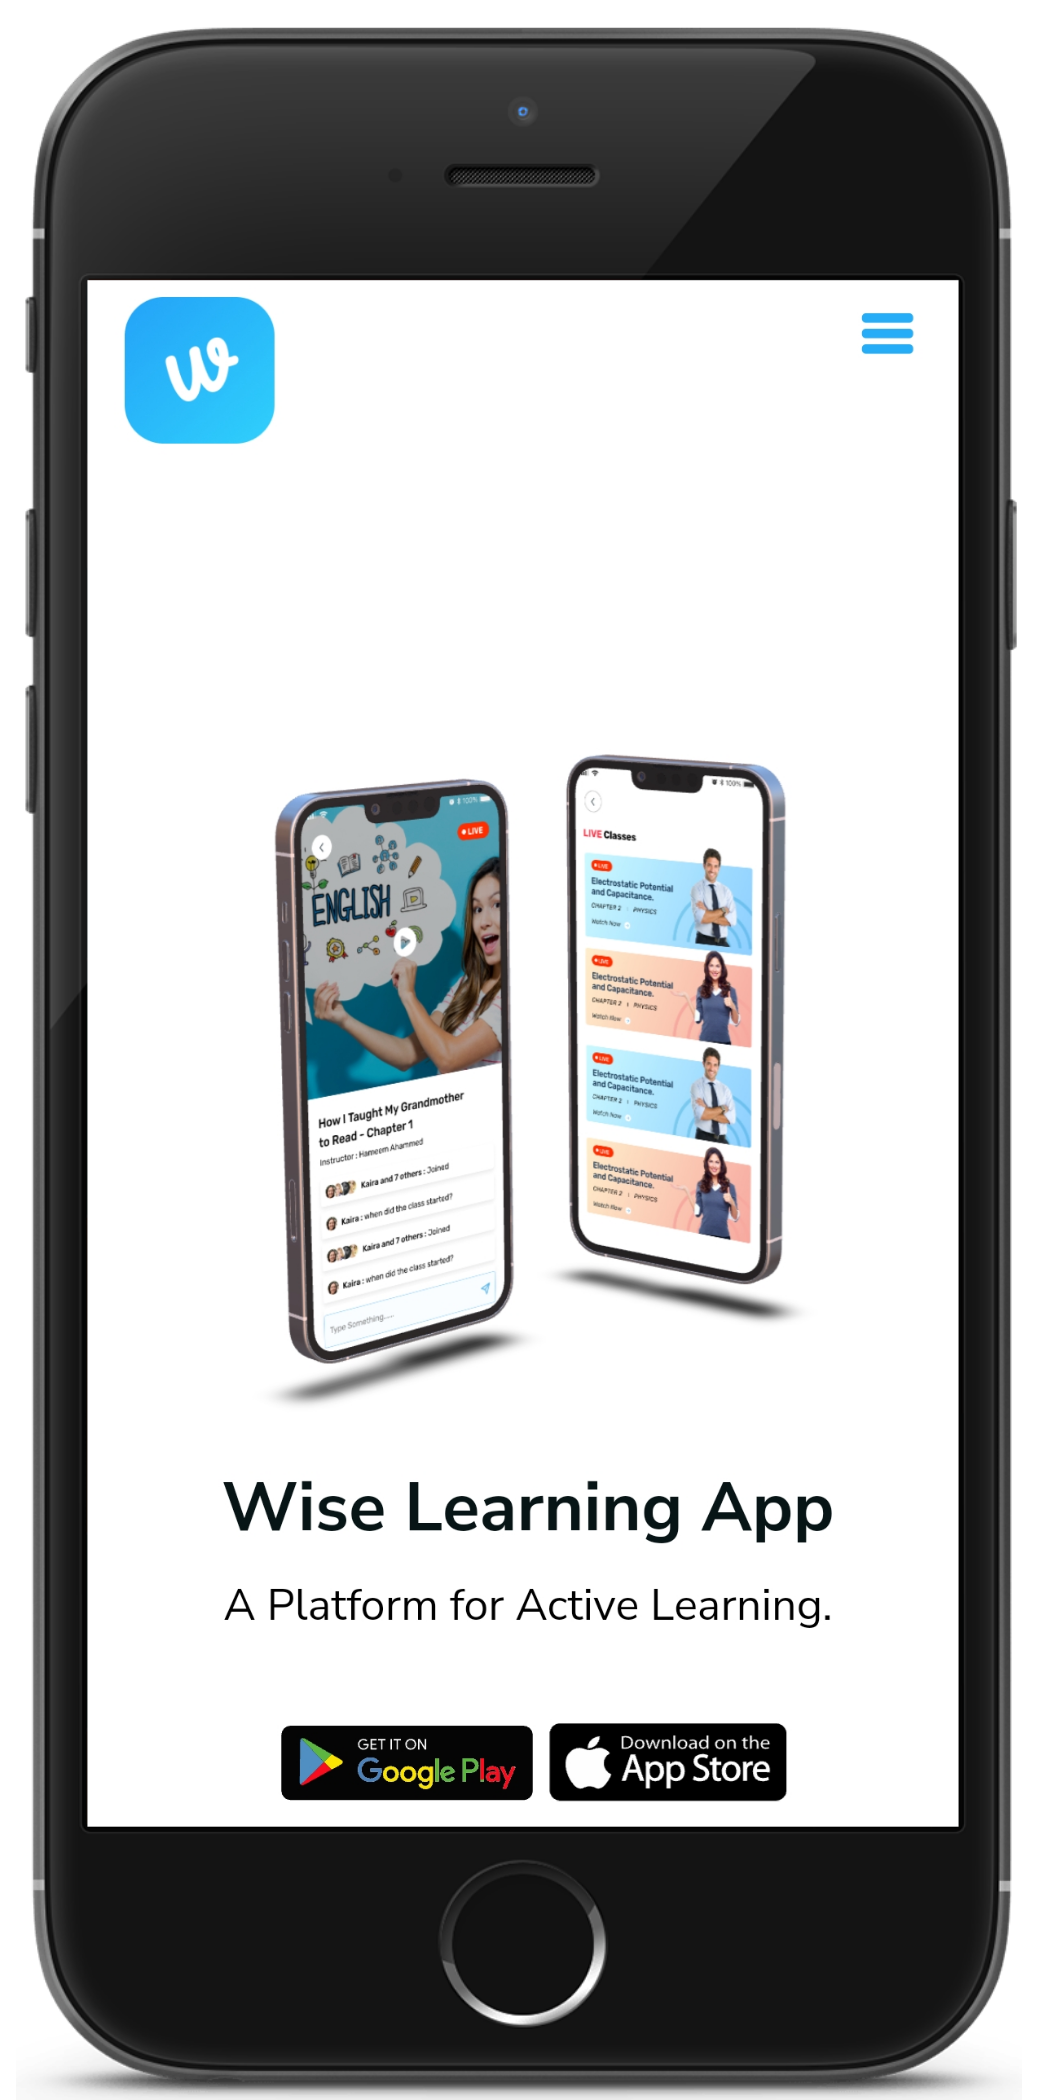 w
100%
LIVE
ENGLISH
How I Taught My Grandmother
to Read - Chapter 1
Instructor : Hameem Ahammed
Kaira and 7 others : Joined
Kaira : when did the class started?
Kaira and 7 others : Joined
Kaira : when did the class started?
Type Something.....
100%
LIVE Classes
LIVE
Electrostatic Potential
and Capacitance.
CHAPTER 2 | PHYSICS
Watch Now
LIVE
Electrostatic Potential
and Capacitance.
CHAPTER 2 | PHYSICS
Watch Now
LIVE
Electrostatic Potential
and Capacitance.
CHAPTER 2 | PHYSICS
Watch Now
LIVE
Electrostatic Potential
and Capacitance.
CHAPTER 2 | PHYSICS
Watch Now
Wise Learning App
A Platform for Active Learning.
GET IT ON
Google Play
Download on the
App Store